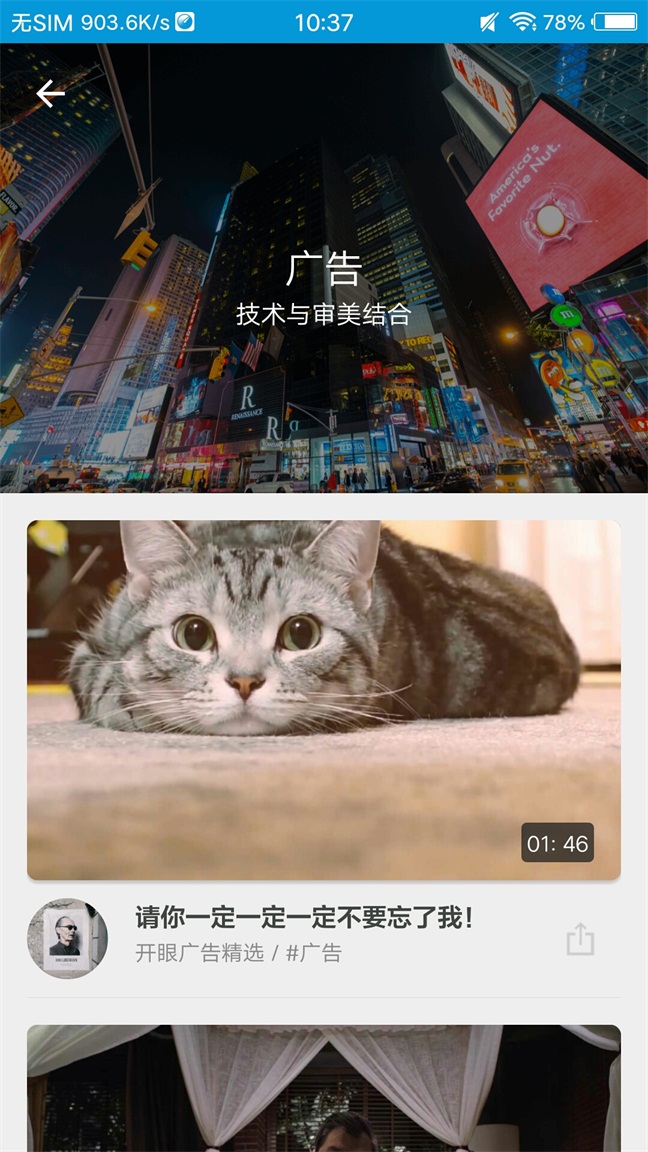 无SIM 903.6K/s 10:37 78%
America's
Favorite Nut.
广告
技术与审美结合
R
RENAISSANCE
R
01: 46
请你一定一定一定不要忘了我！
开眼广告精选 / #广告